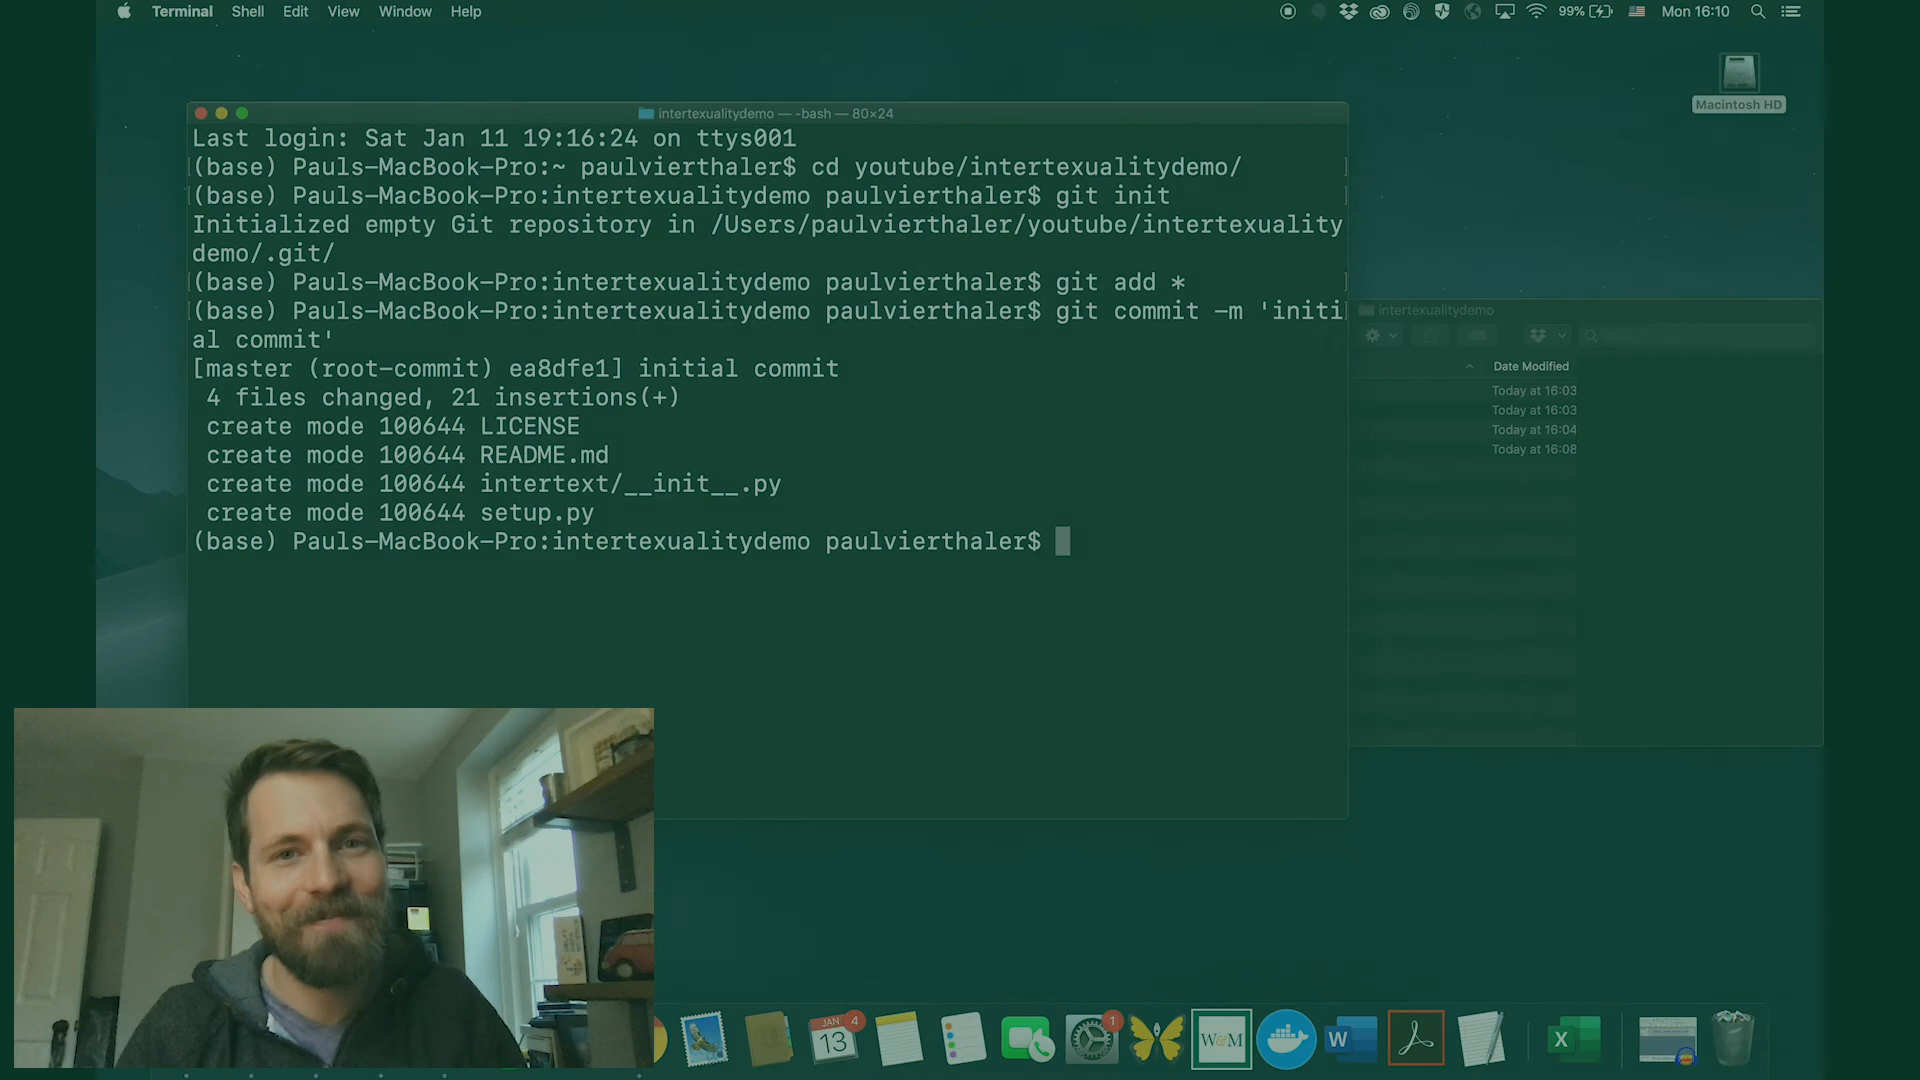 Terminal Shell Edit View Window Help 99% Mon 16:10
Macintosh HD
intertexualitydemo — -bash — 80×24
Last login: Sat Jan 11 19:16:24 on ttys001
(base) Pauls-MacBook-Pro:~ paulvierthaler$ cd youtube/intertexualitydemo/
(base) Pauls-MacBook-Pro:intertexualitydemo paulvierthaler$ git init
Initialized empty Git repository in /Users/paulvierthaler/youtube/intertexuality
demo/.git/
(base) Pauls-MacBook-Pro:intertexualitydemo paulvierthaler$ git add *
(base) Pauls-MacBook-Pro:intertexualitydemo paulvierthaler$ git commit -m 'initi
al commit'
[master (root-commit) ea8dfe1] initial commit
4 files changed, 21 insertions(+)
create mode 100644 LICENSE
create mode 100644 README.md
create mode 100644 intertext/__init__.py
create mode 100644 setup.py
(base) Pauls-MacBook-Pro:intertexualitydemo paulvierthaler$
intertexualitydemo
Date Modified
Today at 16:03
Today at 16:03
Today at 16:04
Today at 16:08
JAN 4
13
1
W&M
W
X